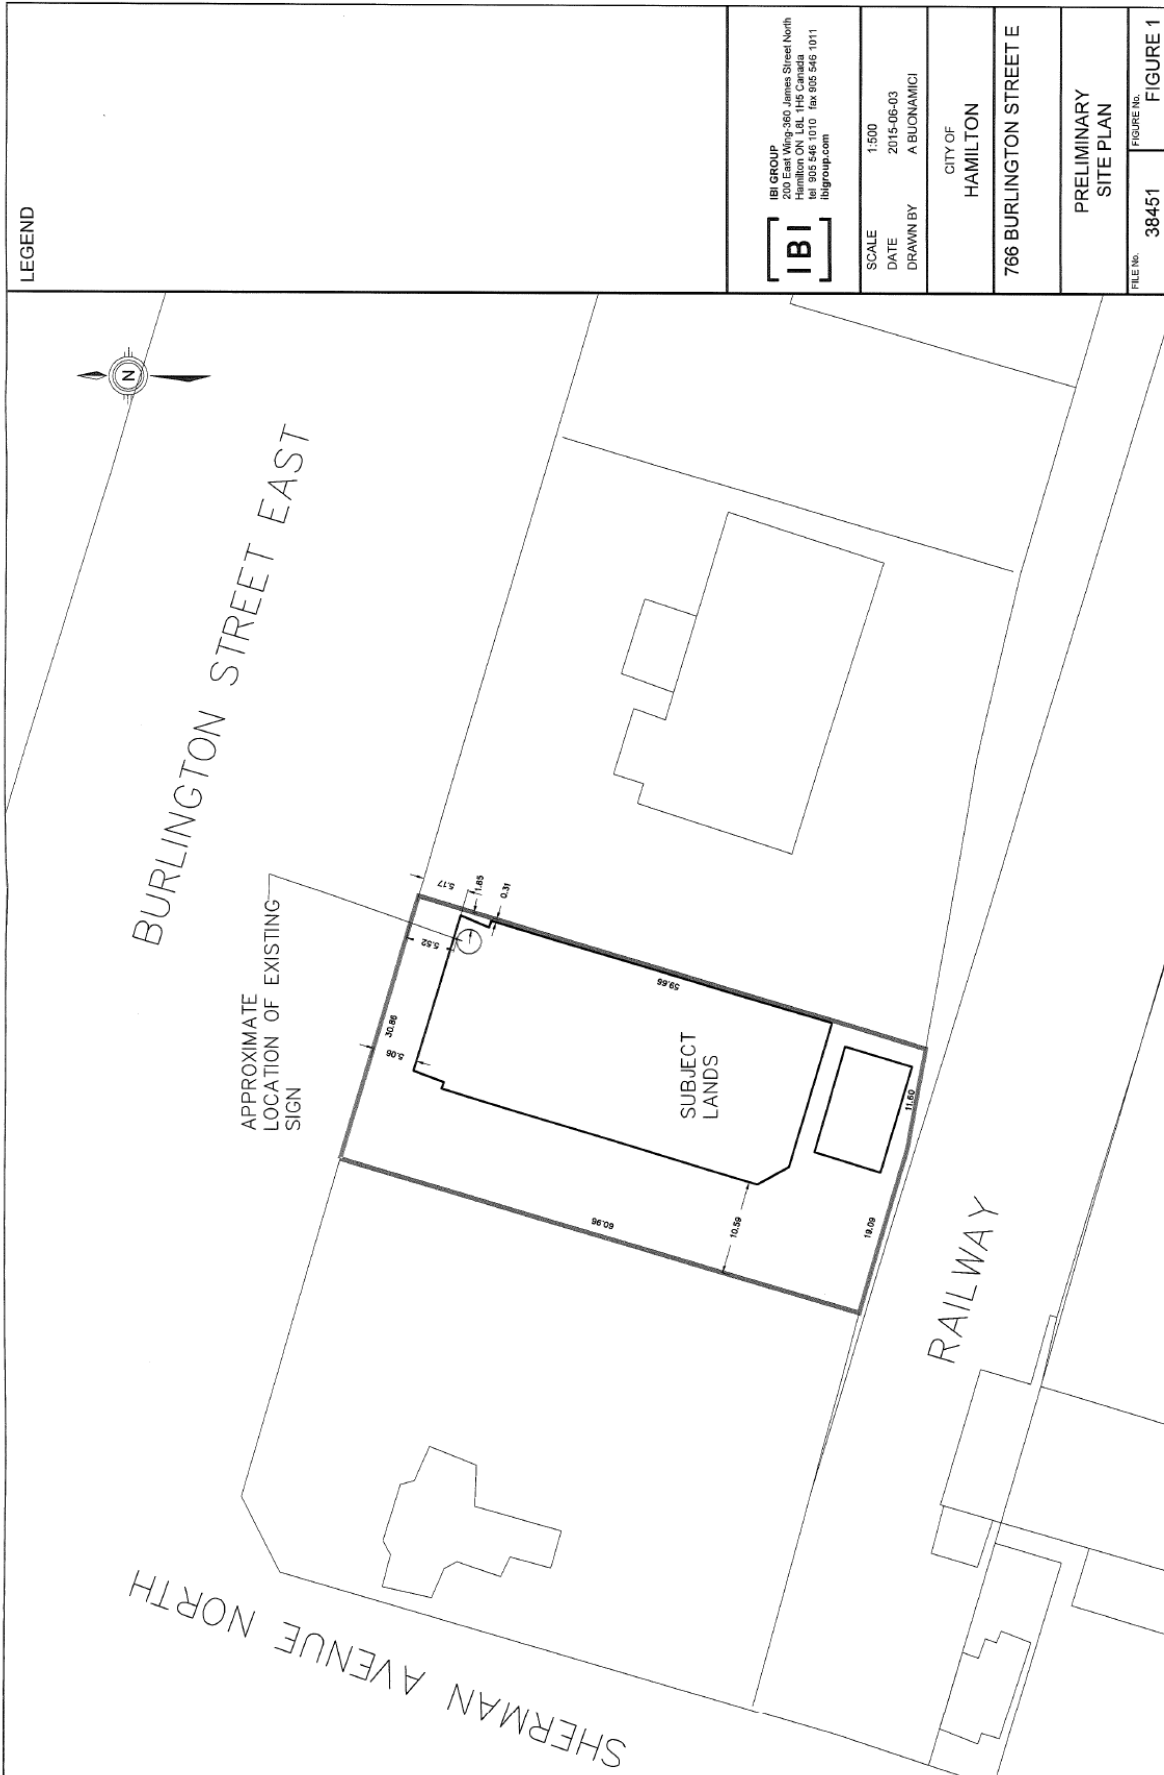 LEGEND
N
BURLINGTON STREET EAST
APPROXIMATE
LOCATION OF EXISTING
SIGN
5.17
1.85
0.31
5.52
30.86
5.06
59.66
SUBJECT
LANDS
11.60
60.96
10.59
19.09
RAILWAY
SHERMAN AVENUE NORTH
IBI
IBI GROUP
200 East Wing-360 James Street North
Hamilton ON L8L 1H5 Canada
tel 905 546 1010 fax 905 546 1011
ibigroup.com
SCALE 1:500
DATE 2015-06-03
DRAWN BY A BUONAMICI
CITY OF
HAMILTON
766 BURLINGTON STREET E
PRELIMINARY
SITE PLAN
FILE No. 38451
FIGURE No. FIGURE 1